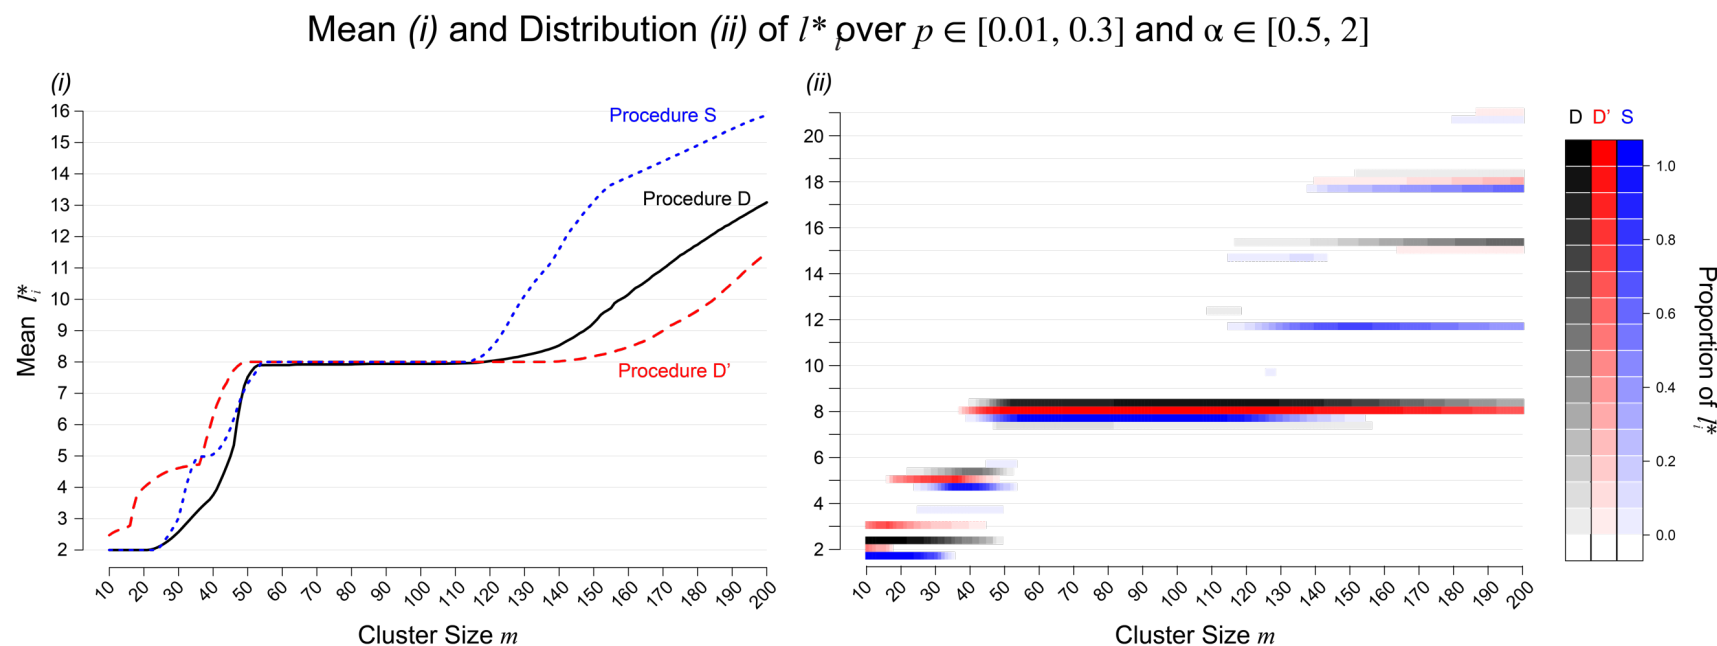 Mean (i) and Distribution (ii) of l*i over p ∈ [0.01, 0.3] and α ∈ [0.5, 2]
(i)
16
15
14
13
12
11
10
9
8
7
6
5
4
3
2
Mean l*i
Procedure S
Procedure D
Procedure D’
10 20 30 40 50 60 70 80 90 100 110 120 130 140 150 160 170 180 190 200
Cluster Size m
(ii)
20
18
16
14
12
10
8
6
4
2
10 20 30 40 50 60 70 80 90 100 110 120 130 140 150 160 170 180 190 200
Cluster Size m
D D’ S
1.0
0.8
0.6
0.4
0.2
0.0
Proportion of l*i